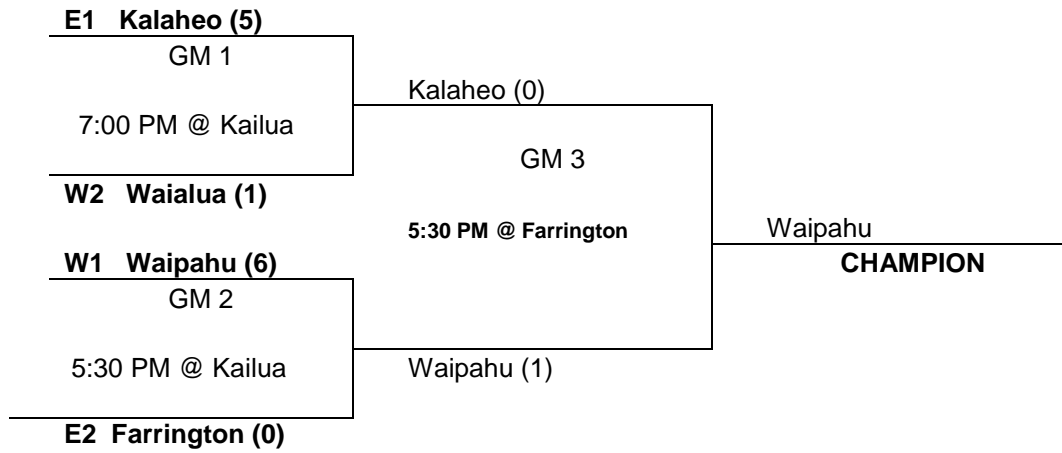 E1 Kalaheo (5)
GM 1
7:00 PM @ Kailua
W2 Waialua (1)
W1 Waipahu (6)
GM 2
5:30 PM @ Kailua
E2 Farrington (0)
Kalaheo (0)
GM 3
5:30 PM @ Farrington
Waipahu (1)
Waipahu
CHAMPION